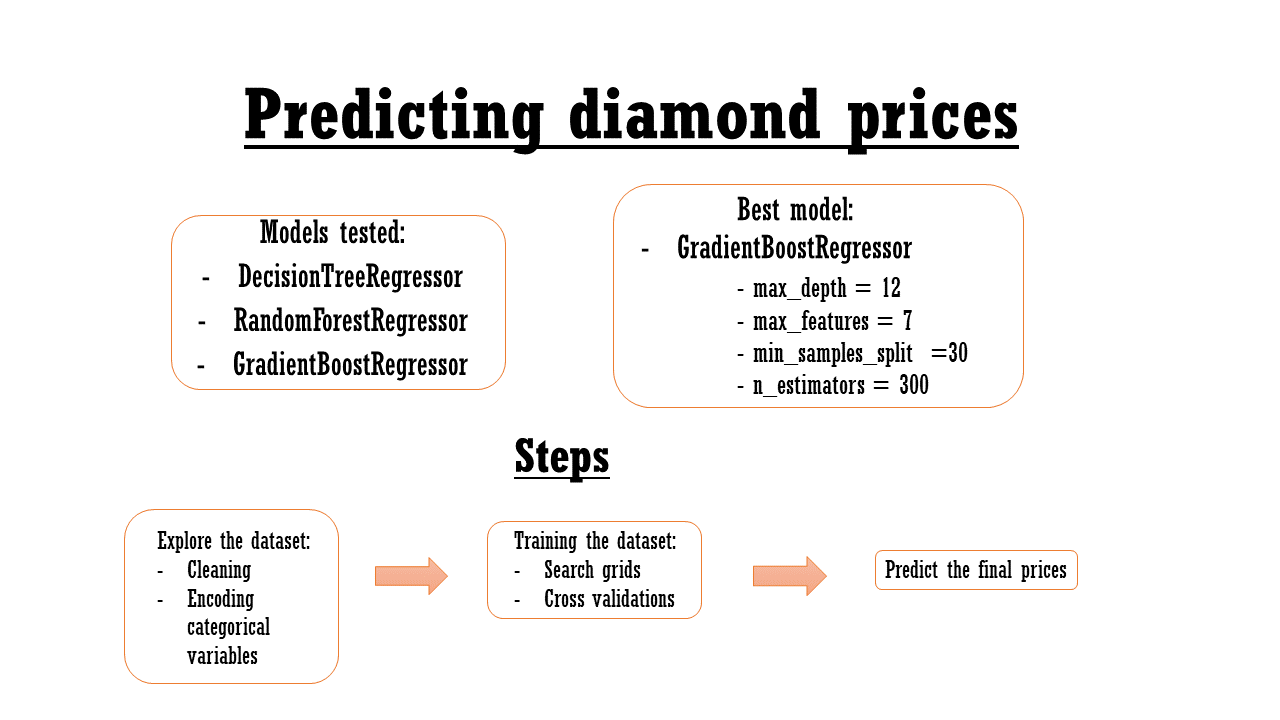 Predicting diamond prices
Models tested:
- DecisionTreeRegressor
- RandomForestRegressor
- GradientBoostRegressor
Best model:
- GradientBoostRegressor
- max_depth = 12
- max_features = 7
- min_samples_split =30
- n_estimators = 300
Steps
Explore the dataset:
- Cleaning
- Encoding
categorical
variables
Training the dataset:
- Search grids
- Cross validations
Predict the final prices